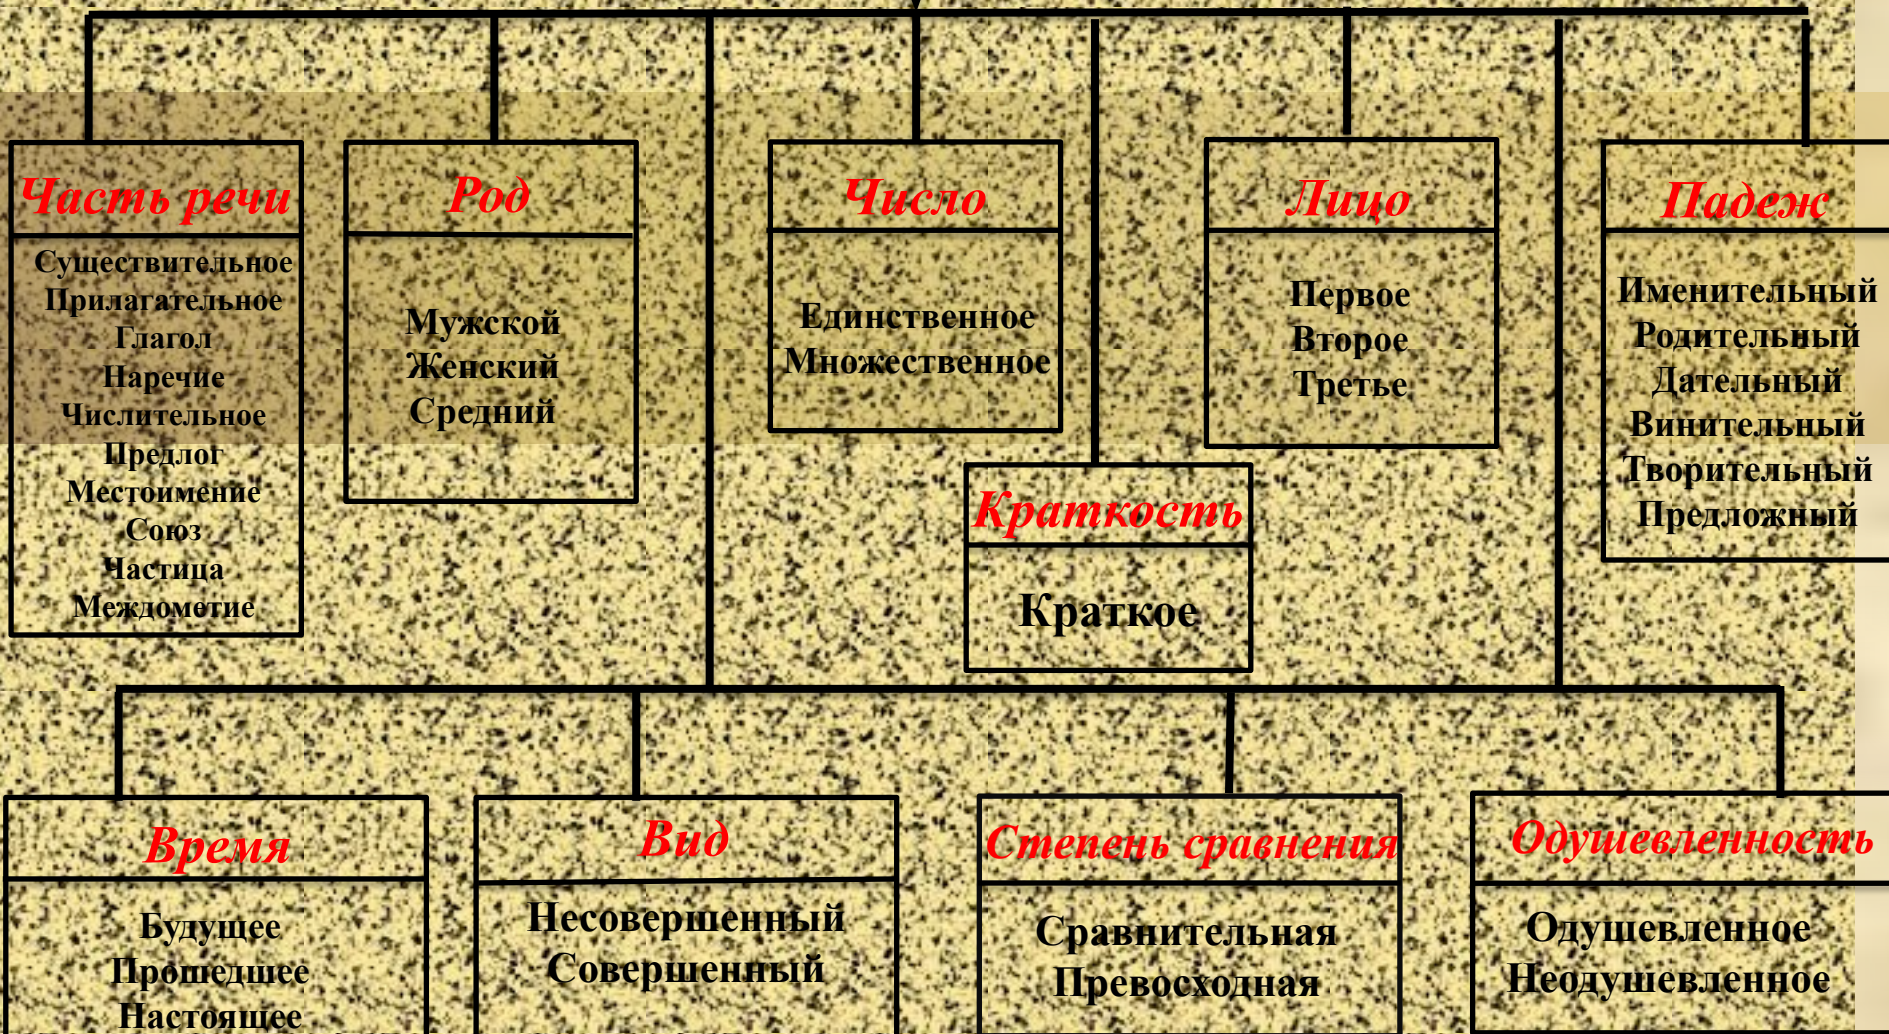 Часть речи
Существительное
Прилагательное
Глагол
Наречие
Числительное
Предлог
Местоимение
Союз
Частица
Междометие
Род
Мужской
Женский
Средний
Число
Единственное
Множественное
Краткость
Краткое
Лицо
Первое
Второе
Третье
Падеж
Именительный
Родительный
Дательный
Винительный
Творительный
Предложный
Время
Будущее
Прошедшее
Настоящее
Вид
Несовершенный
Совершенный
Степень сравнения
Сравнительная
Превосходная
Одушевленность
Одушевленное
Неодушевленное